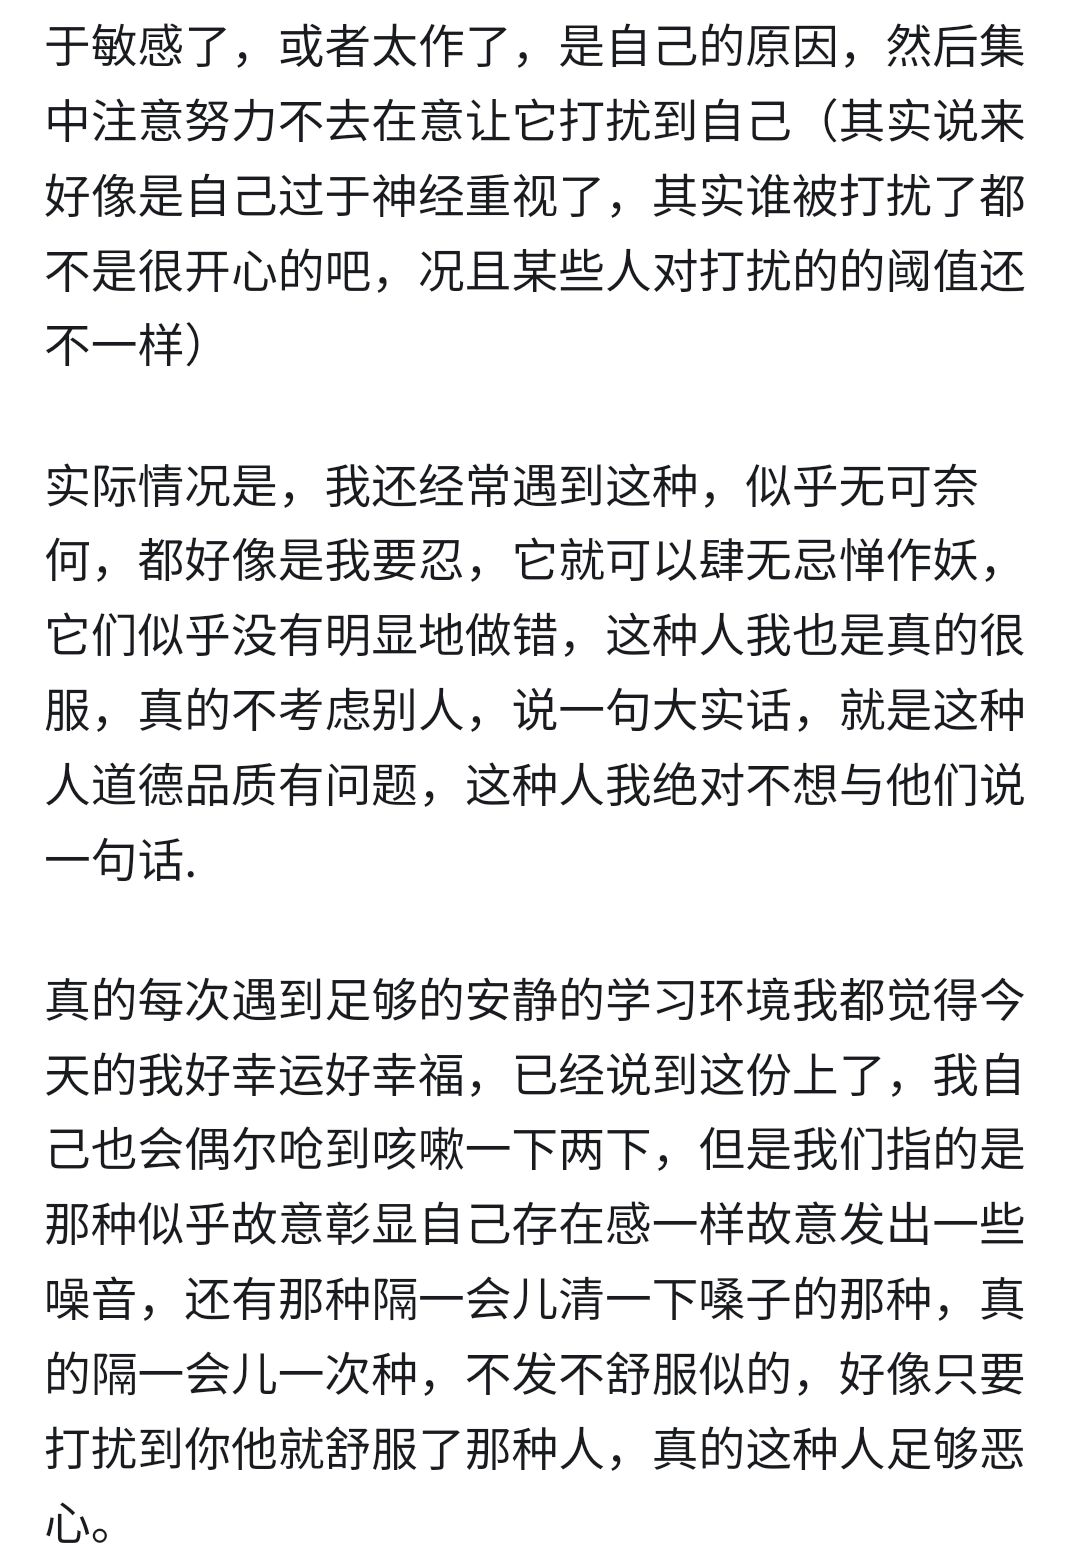 于敏感了，或者太作了，是自己的原因，然后集
中注意努力不去在意让它打扰到自己（其实说来
好像是自己过于神经重视了，其实谁被打扰了都
不是很开心的吧，况且某些人对打扰的的阈值还
不一样）
实际情况是，我还经常遇到这种，似乎无可奈
何，都好像是我要忍，它就可以肆无忌惮作妖，
它们似乎没有明显地做错，这种人我也是真的很
服，真的不考虑别人，说一句大实话，就是这种
人道德品质有问题，这种人我绝对不想与他们说
一句话.
真的每次遇到足够的安静的学习环境我都觉得今
天的我好幸运好幸福，已经说到这份上了，我自
己也会偶尔呛到咳嗽一下两下，但是我们指的是
那种似乎故意彰显自己存在感一样故意发出一些
噪音，还有那种隔一会儿清一下嗓子的那种，真
的隔一会儿一次种，不发不舒服似的，好像只要
打扰到你他就舒服了那种人，真的这种人足够恶
心。